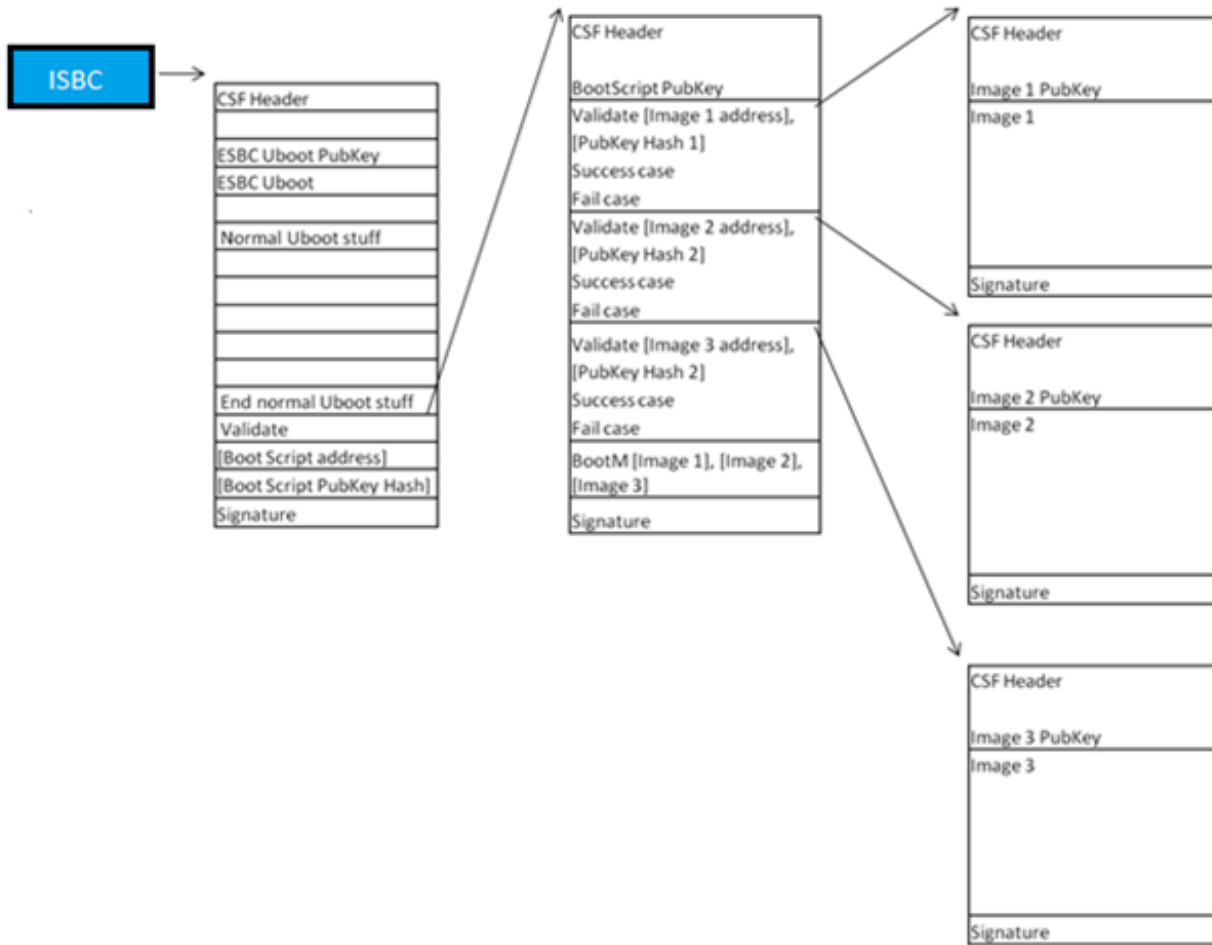 ISBC
CSF Header
ESBC Uboot PubKey
ESBC Uboot
Normal Uboot stuff
End normal Uboot stuff
Validate
[Boot Script address]
[Boot Script PubKey Hash]
Signature
CSF Header
BootScript PubKey
Validate [Image 1 address],
[PubKey Hash 1]
Success case
Fail case
Validate [Image 2 address],
[PubKey Hash 2]
Success case
Fail case
Validate [Image 3 address],
[PubKey Hash 2]
Success case
Fail case
BootM [Image 1], [Image 2],
[Image 3]
Signature
CSF Header
Image 1 PubKey
Image 1
Signature
CSF Header
Image 2 PubKey
Image 2
Signature
CSF Header
Image 3 PubKey
Image 3
Signature